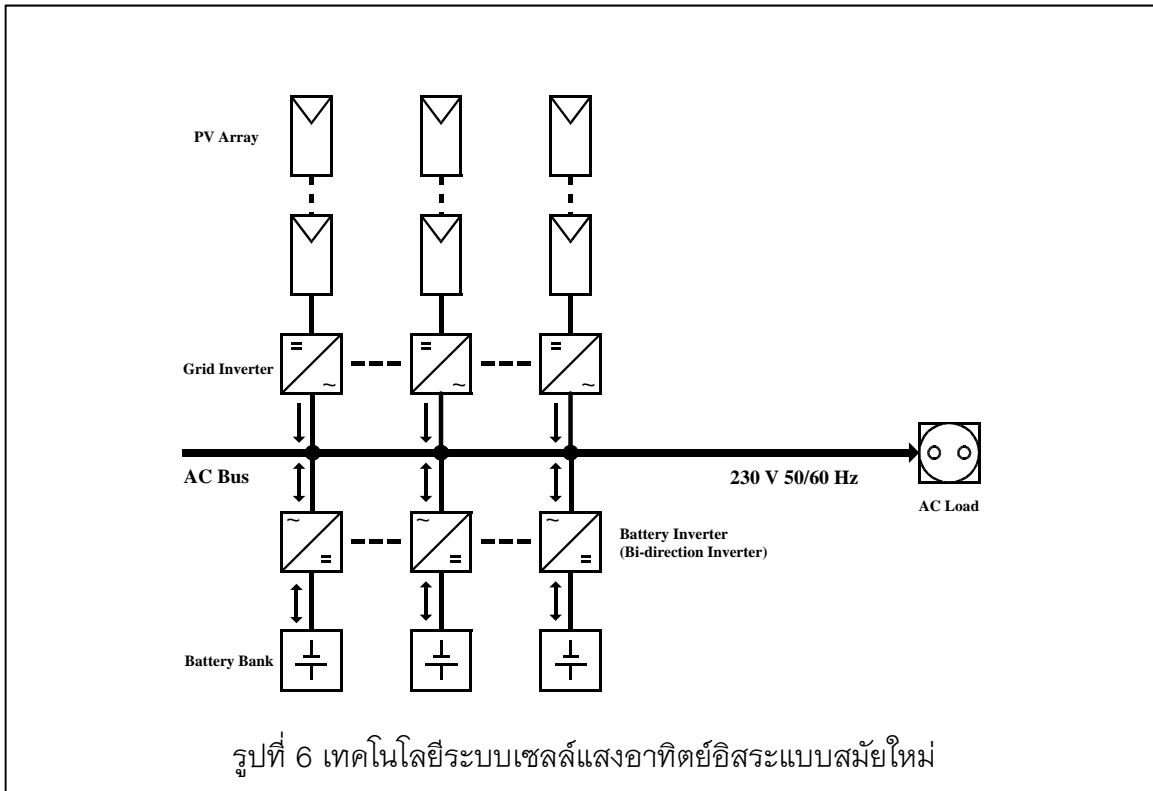 PV Array
Grid Inverter
AC Bus
230 V 50/60 Hz
AC Load
Battery Inverter
(Bi-direction Inverter)
Battery Bank
รูปที่ 6 เทคโนโลยีระบบเซลล์แสงอาทิตย์อิสระแบบสมัยใหม่